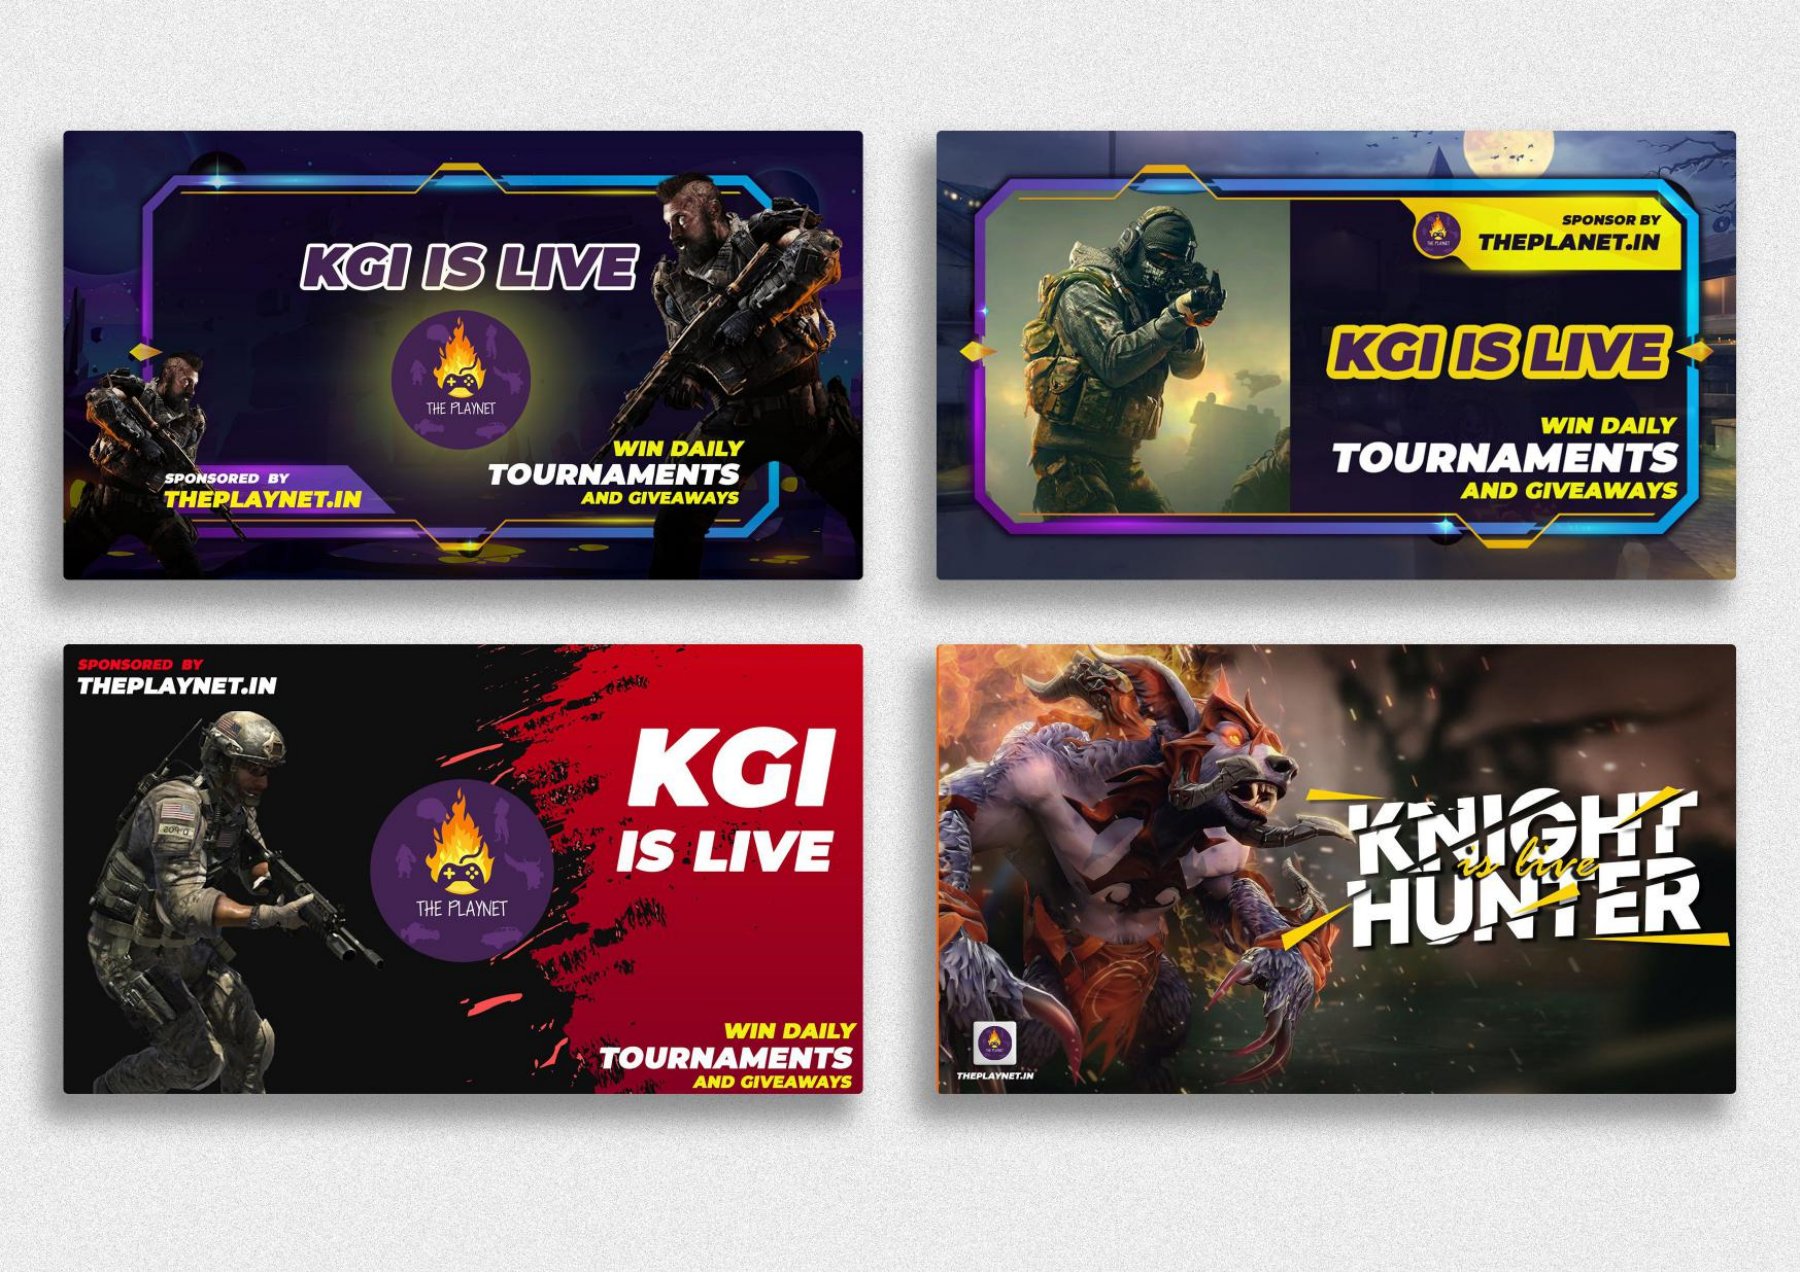 KGI IS LIVE
THE PLAYNET
WIN DAILY
TOURNAMENTS
AND GIVEAWAYS
SPONSORED BY
THEPLAYNET.IN
SPONSOR BY
THEPLANET.IN
KGI IS LIVE
WIN DAILY
TOURNAMENTS
AND GIVEAWAYS
SPONSORED BY
THEPLAYNET.IN
KGI
IS LIVE
THE PLAYNET
WIN DAILY
TOURNAMENTS
AND GIVEAWAYS
KNIGHT
is live
HUNTER
THEPLAYNET.IN